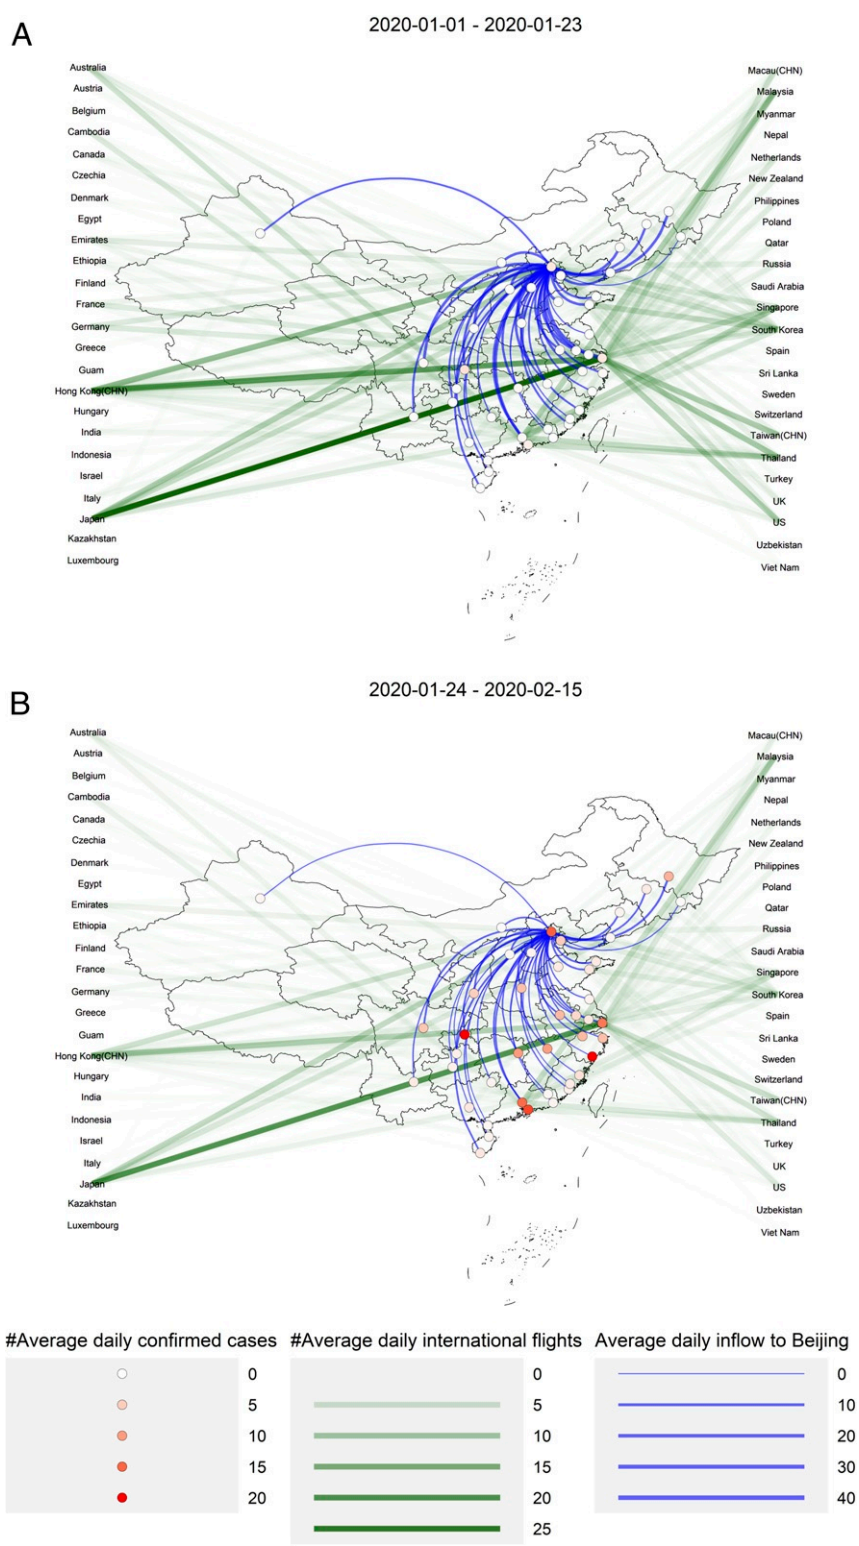 A
2020-01-01 - 2020-01-23
Australia
Austria
Belgium
Cambodia
Canada
Czechia
Denmark
Egypt
Emirates
Ethiopia
Finland
France
Germany
Greece
Guam
Hong Kong(CHN)
Hungary
India
Indonesia
Israel
Italy
Japan
Kazakhstan
Luxembourg
Macau(CHN)
Malaysia
Myanmar
Nepal
Netherlands
New Zealand
Philippines
Poland
Qatar
Russia
Saudi Arabia
Singapore
South Korea
Spain
Sri Lanka
Sweden
Switzerland
Taiwan(CHN)
Thailand
Turkey
UK
US
Uzbekistan
Viet Nam
B
2020-01-24 - 2020-02-15
Australia
Austria
Belgium
Cambodia
Canada
Czechia
Denmark
Egypt
Emirates
Ethiopia
Finland
France
Germany
Greece
Guam
Hong Kong(CHN)
Hungary
India
Indonesia
Israel
Italy
Japan
Kazakhstan
Luxembourg
Macau(CHN)
Malaysia
Myanmar
Nepal
Netherlands
New Zealand
Philippines
Poland
Qatar
Russia
Saudi Arabia
Singapore
South Korea
Spain
Sri Lanka
Sweden
Switzerland
Taiwan(CHN)
Thailand
Turkey
UK
US
Uzbekistan
Viet Nam
#Average daily confirmed cases
0
5
10
15
20
#Average daily international flights
0
5
10
15
20
25
Average daily inflow to Beijing
0
10
20
30
40